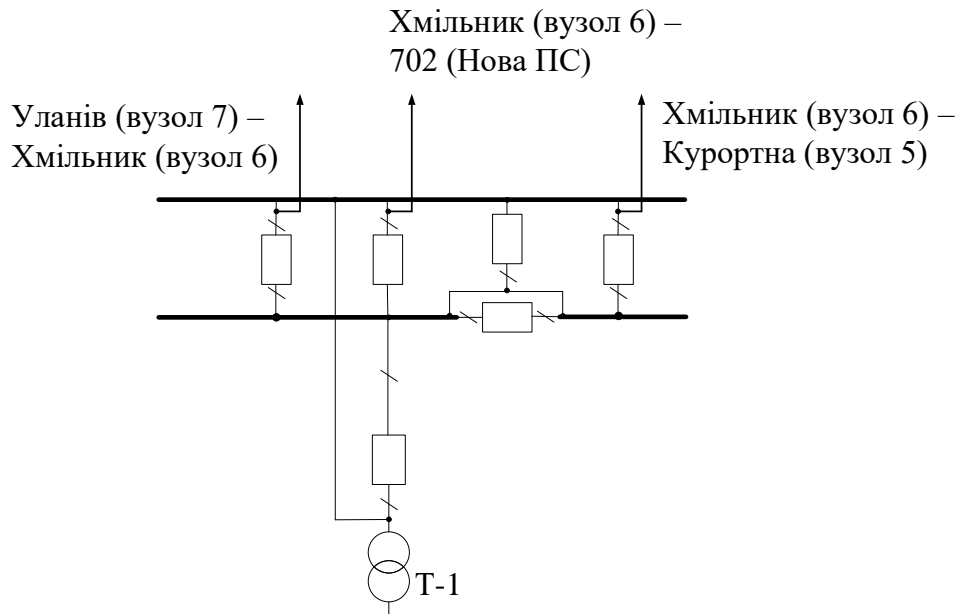 Хмільник (вузол 6) –
702 (Нова ПС)
Уланів (вузол 7) –
Хмільник (вузол 6)
Хмільник (вузол 6) –
Курортна (вузол 5)
Т-1